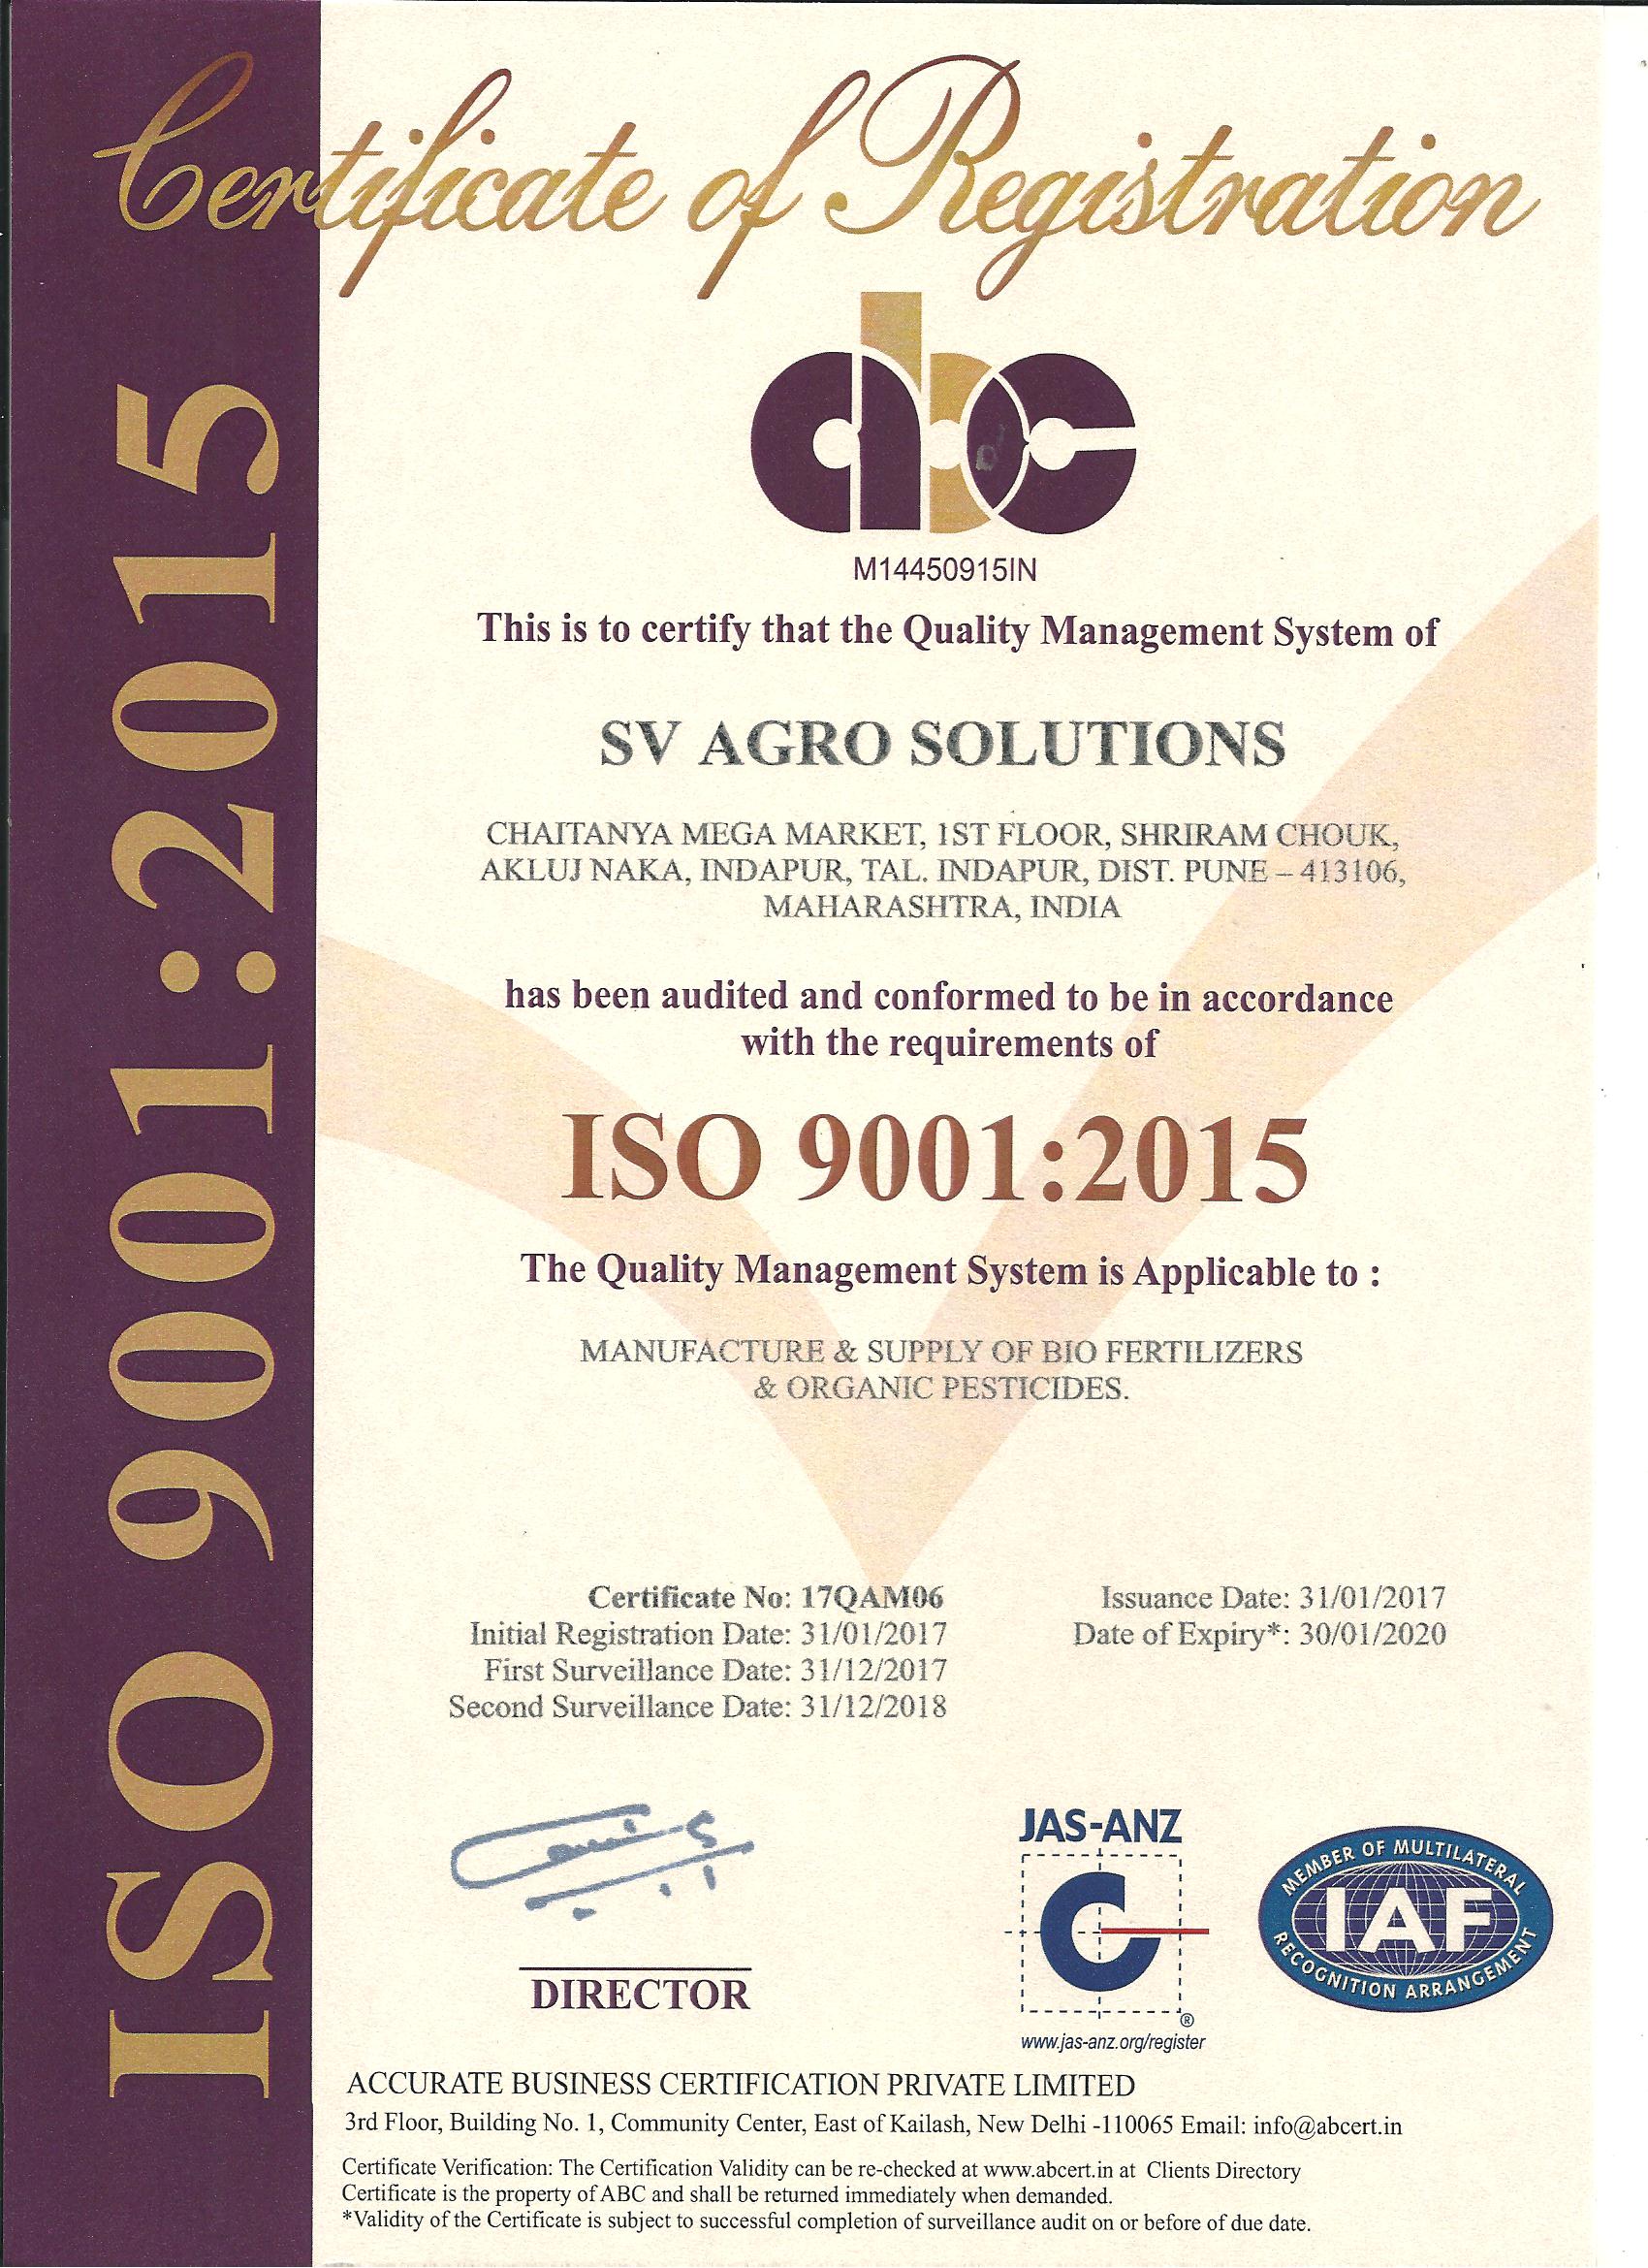 Certificate of Registration
ISO 9001:2015
abc
M14450915IN
This is to certify that the Quality Management System of
SV AGRO SOLUTIONS
CHAITANYA MEGA MARKET, 1ST FLOOR, SHRIRAM CHOUK,
AKLUJ NAKA, INDAPUR, TAL. INDAPUR, DIST. PUNE – 413106,
MAHARASHTRA, INDIA
has been audited and conformed to be in accordance
with the requirements of
ISO 9001:2015
The Quality Management System is Applicable to :
MANUFACTURE & SUPPLY OF BIO FERTILIZERS
& ORGANIC PESTICIDES.
Certificate No: 17QAM06
Initial Registration Date: 31/01/2017
First Surveillance Date: 31/12/2017
Second Surveillance Date: 31/12/2018
Issuance Date: 31/01/2017
Date of Expiry*: 30/01/2020
DIRECTOR
JAS-ANZ
®
www.jas-anz.org/register
MEMBER OF MULTILATERAL
IAF
RECOGNITION ARRANGEMENT
ACCURATE BUSINESS CERTIFICATION PRIVATE LIMITED
3rd Floor, Building No. 1, Community Center, East of Kailash, New Delhi -110065 Email: info@abcert.in
Certificate Verification: The Certification Validity can be re-checked at www.abcert.in at Clients Directory
Certificate is the property of ABC and shall be returned immediately when demanded.
*Validity of the Certificate is subject to successful completion of surveillance audit on or before of due date.